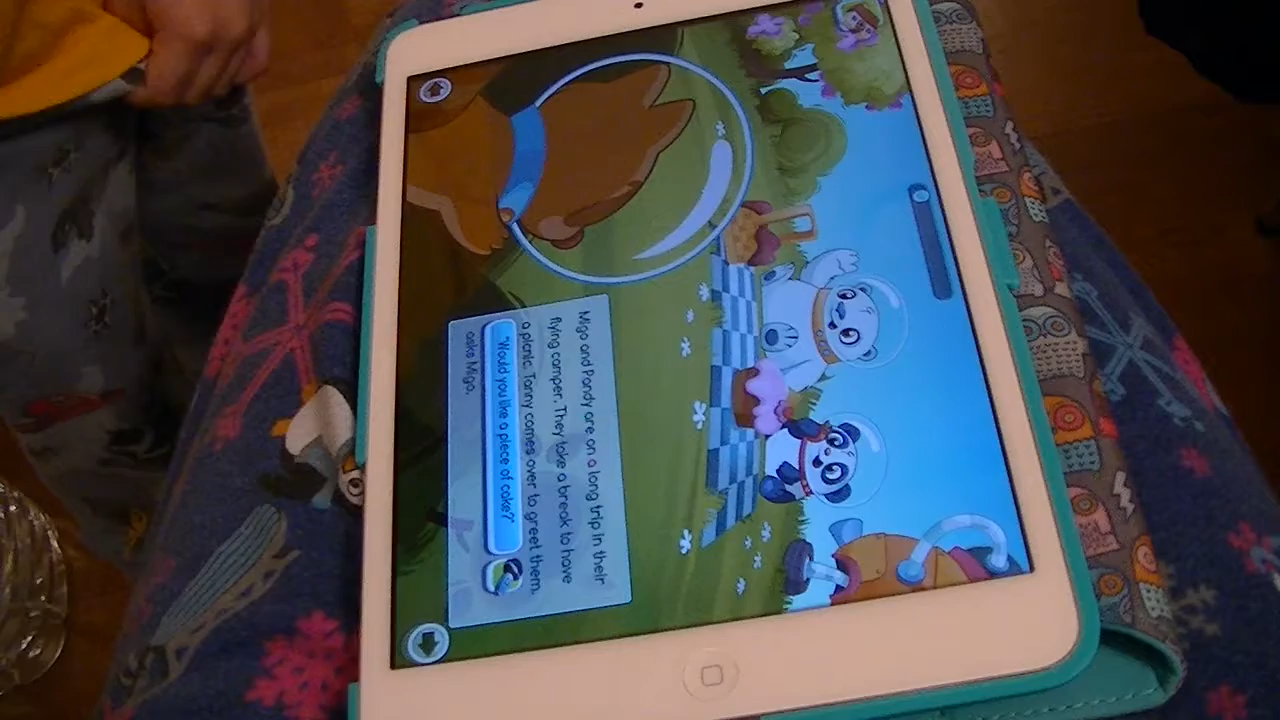 Migo and Pandy are on a long trip in their
flying camper. They take a break to have
a picnic. Tanny comes over to greet them.
"Would you like a piece of cake?"
asks Migo.